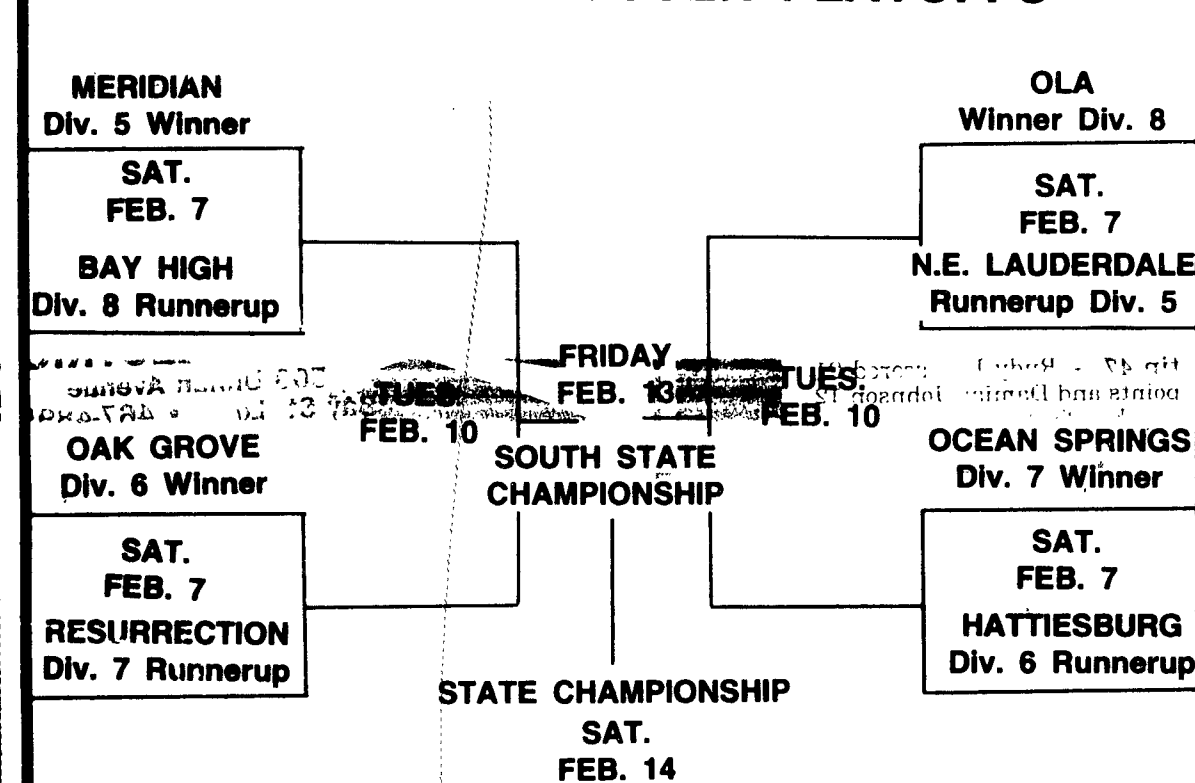 MERIDIAN
Div. 5 Winner
SAT.
FEB. 7
BAY HIGH
Div. 8 Runnerup
TUES.
FEB. 10
OAK GROVE
Div. 6 Winner
SAT.
FEB. 7
RESURRECTION
Div. 7 Runnerup
FRIDAY
FEB. 13
SOUTH STATE
CHAMPIONSHIP
STATE CHAMPIONSHIP
SAT.
FEB. 14
OLA
Winner Div. 8
SAT.
FEB. 7
N.E. LAUDERDALE
Runnerup Div. 5
TUES.
FEB. 10
OCEAN SPRINGS
Div. 7 Winner
SAT.
FEB. 7
HATTIESBURG
Div. 6 Runnerup